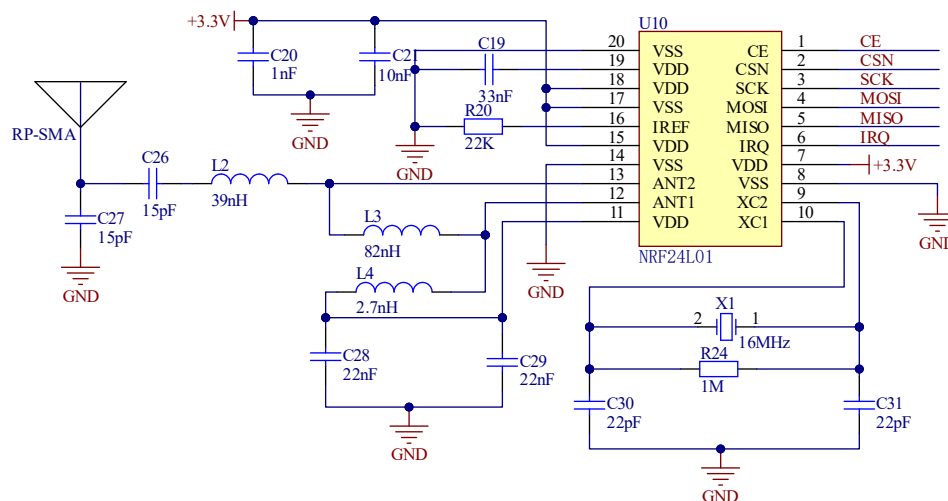 +3.3V
C20
1nF
C21
10nF
GND
C19
33nF
R20
22K
GND
RP-SMA
C26
15pF
L2
39nH
C27
15pF
GND
L3
82nH
L4
2.7nH
C28
22nF
C29
22nF
GND
GND
U10
20 VSS CE 1 CE
19 VDD CSN 2 CSN
18 VDD SCK 3 SCK
17 VSS MOSI 4 MOSI
16 IREF MISO 5 MISO
15 VDD IRQ 6 IRQ
14 VSS VDD 7 +3.3V
13 ANT2 VSS 8
12 ANT1 XC2 9
11 VDD XC1 10
NRF24L01
GND
X1
2 1
16MHz
R24
1M
C30
22pF
C31
22pF
GND